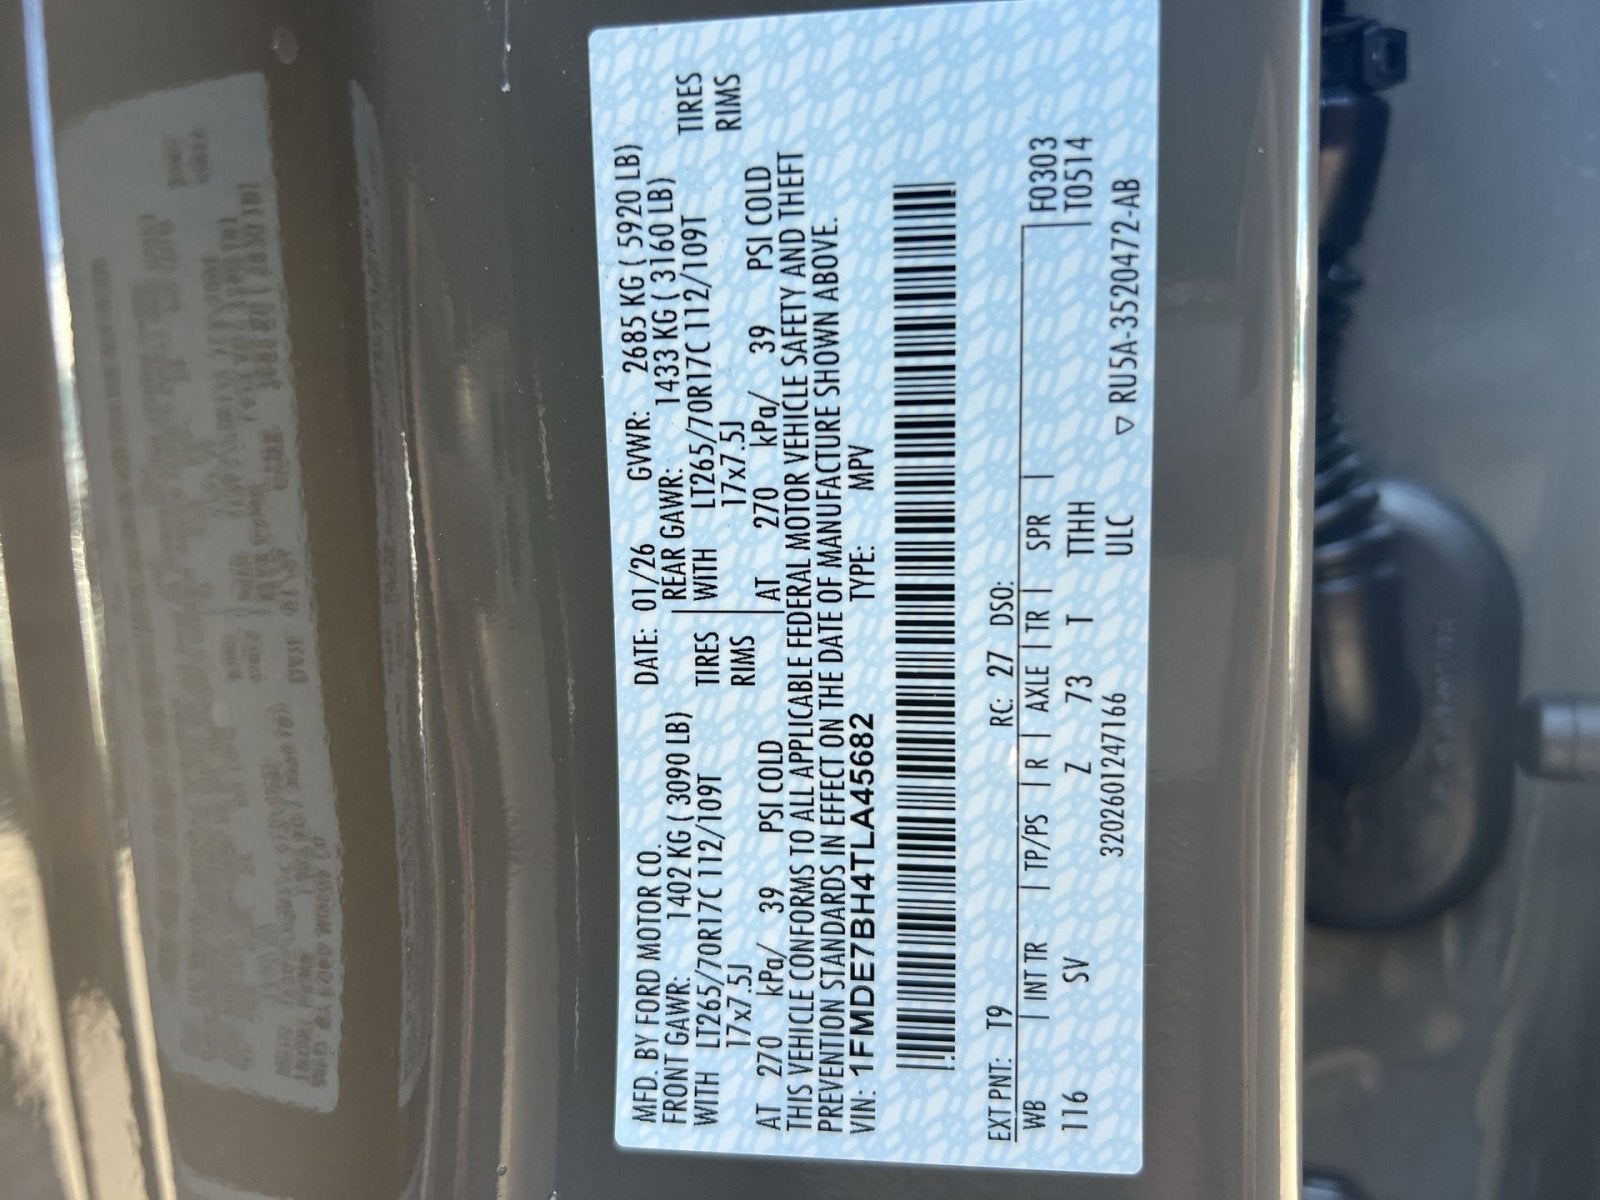 MFD. BY FORD MOTOR CO. DATE: 01/26 GVWR: 2685 KG ( 5920 LB)
FRONT GAWR: 1402 KG ( 3090 LB) REAR GAWR: 1433 KG ( 3160 LB)
WITH LT265/70R17C 112/109T TIRES WITH LT265/70R17C 112/109T TIRES
17x7.5J RIMS 17x7.5J RIMS
AT 270 kPa/ 39 PSI COLD AT 270 kPa/ 39 PSI COLD
THIS VEHICLE CONFORMS TO ALL APPLICABLE FEDERAL MOTOR VEHICLE SAFETY AND THEFT
PREVENTION STANDARDS IN EFFECT ON THE DATE OF MANUFACTURE SHOWN ABOVE.
VIN: 1FMDE7BH4TLA45682 TYPE: MPV
EXT PNT: T9 RC: 27 DSO:
WB INT TR TP/PS R AXLE TR SPR F0303
116 SV Z 73 T TTHH T0514
3202601247166 ULC ▽ RU5A-3520472-AB